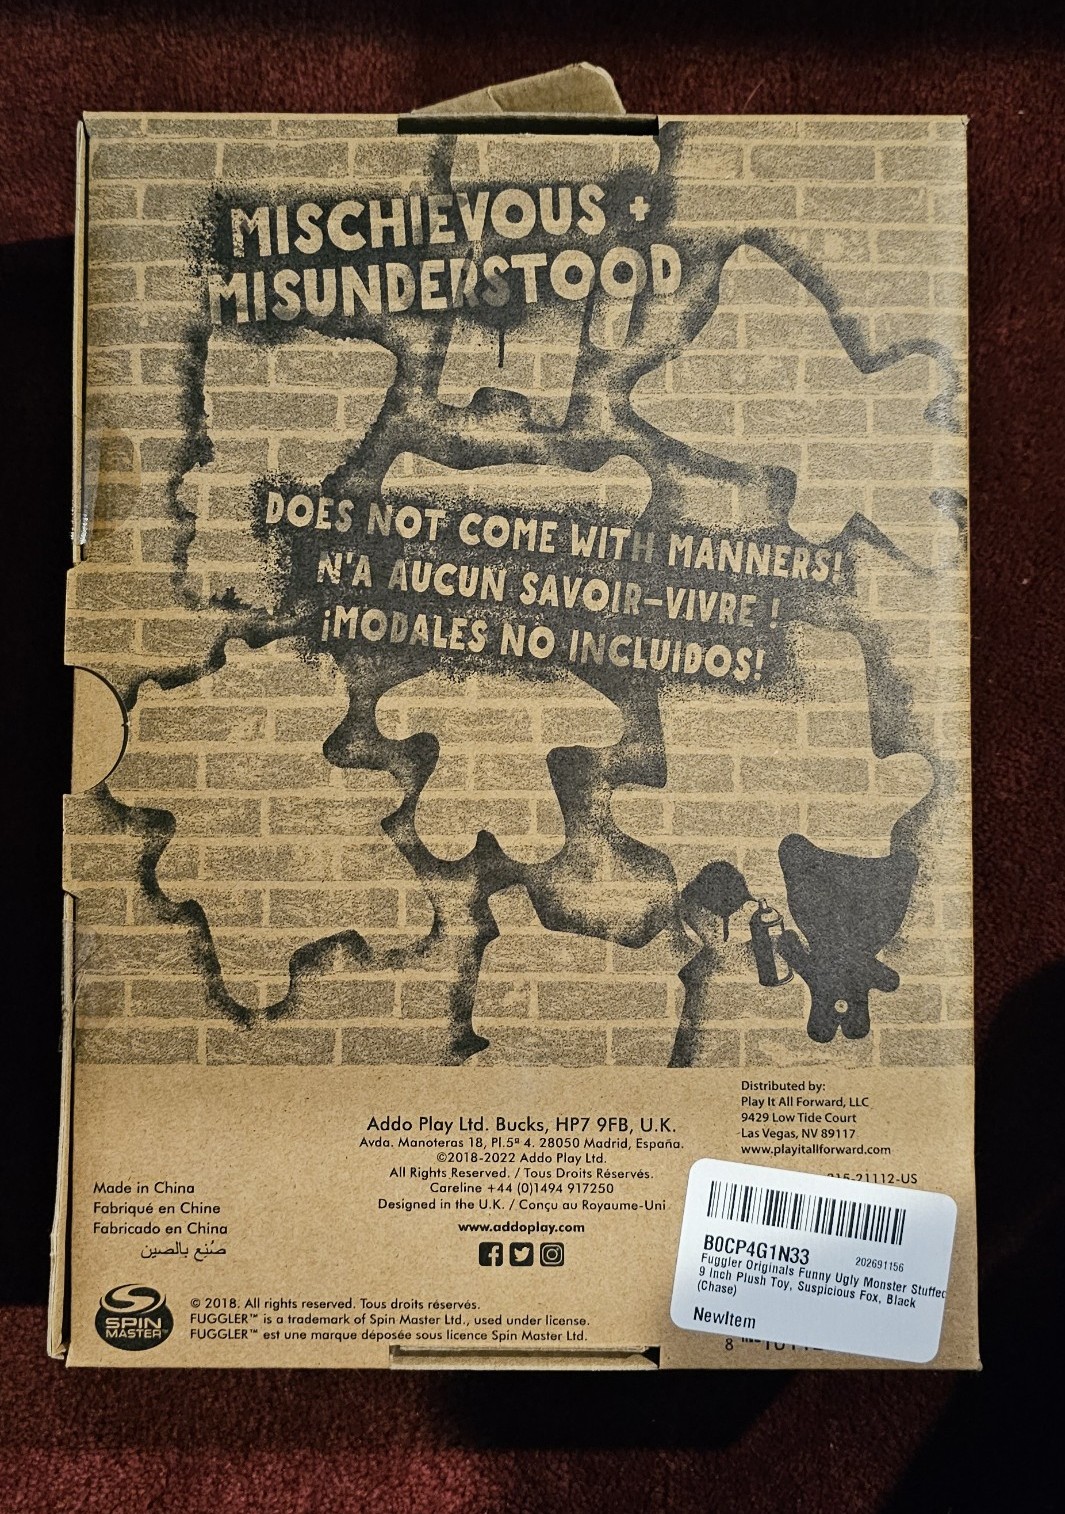 MISCHIEVOUS +
MISUNDERSTOOD
DOES NOT COME WITH MANNERS!
N'A AUCUN SAVOIR-VIVRE !
¡MODALES NO INCLUIDOS!
Distributed by:
Play It All Forward, LLC
9429 Low Tide Court
Las Vegas, NV 89117
www.playitallforward.com
Addo Play Ltd. Bucks, HP7 9FB, U.K.
Avda. Manoteras 18, Pl.5ª 4. 28050 Madrid, España.
©2018-2022 Addo Play Ltd.
All Rights Reserved. / Tous Droits Réservés.
Careline +44 (0)1494 917250
Designed in the U.K. / Conçu au Royaume-Uni
www.addoplay.com
Made in China
Fabriqué en Chine
Fabricado en China
صُنِع بالصين
SPIN
MASTER™
© 2018. All rights reserved. Tous droits réservés.
FUGGLER™ is a trademark of Spin Master Ltd., used under license.
FUGGLER™ est une marque déposée sous licence Spin Master Ltd.
315-21112-US
B0CP4G1N33
202691156
Fuggler Originals Funny Ugly Monster Stuffed
9 Inch Plush Toy, Suspicious Fox, Black
(Chase)
NewItem
8